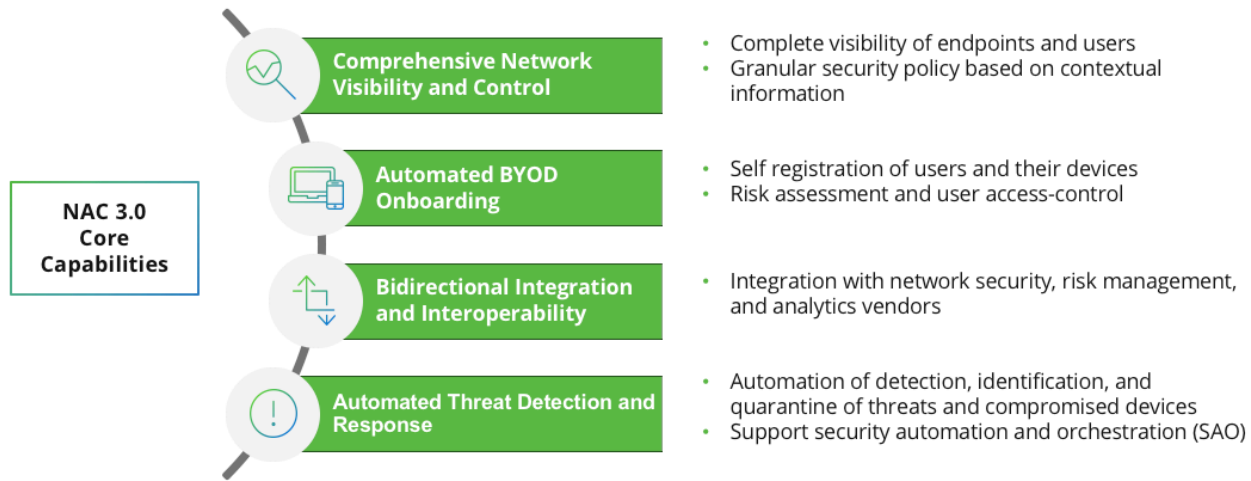 NAC 3.0
Core
Capabilities
Comprehensive Network
Visibility and Control
• Complete visibility of endpoints and users
• Granular security policy based on contextual
information
Automated BYOD
Onboarding
• Self registration of users and their devices
• Risk assessment and user access-control
Bidirectional Integration
and Interoperability
• Integration with network security, risk management,
and analytics vendors
Automated Threat Detection and
Response
• Automation of detection, identification, and
quarantine of threats and compromised devices
• Support security automation and orchestration (SAO)